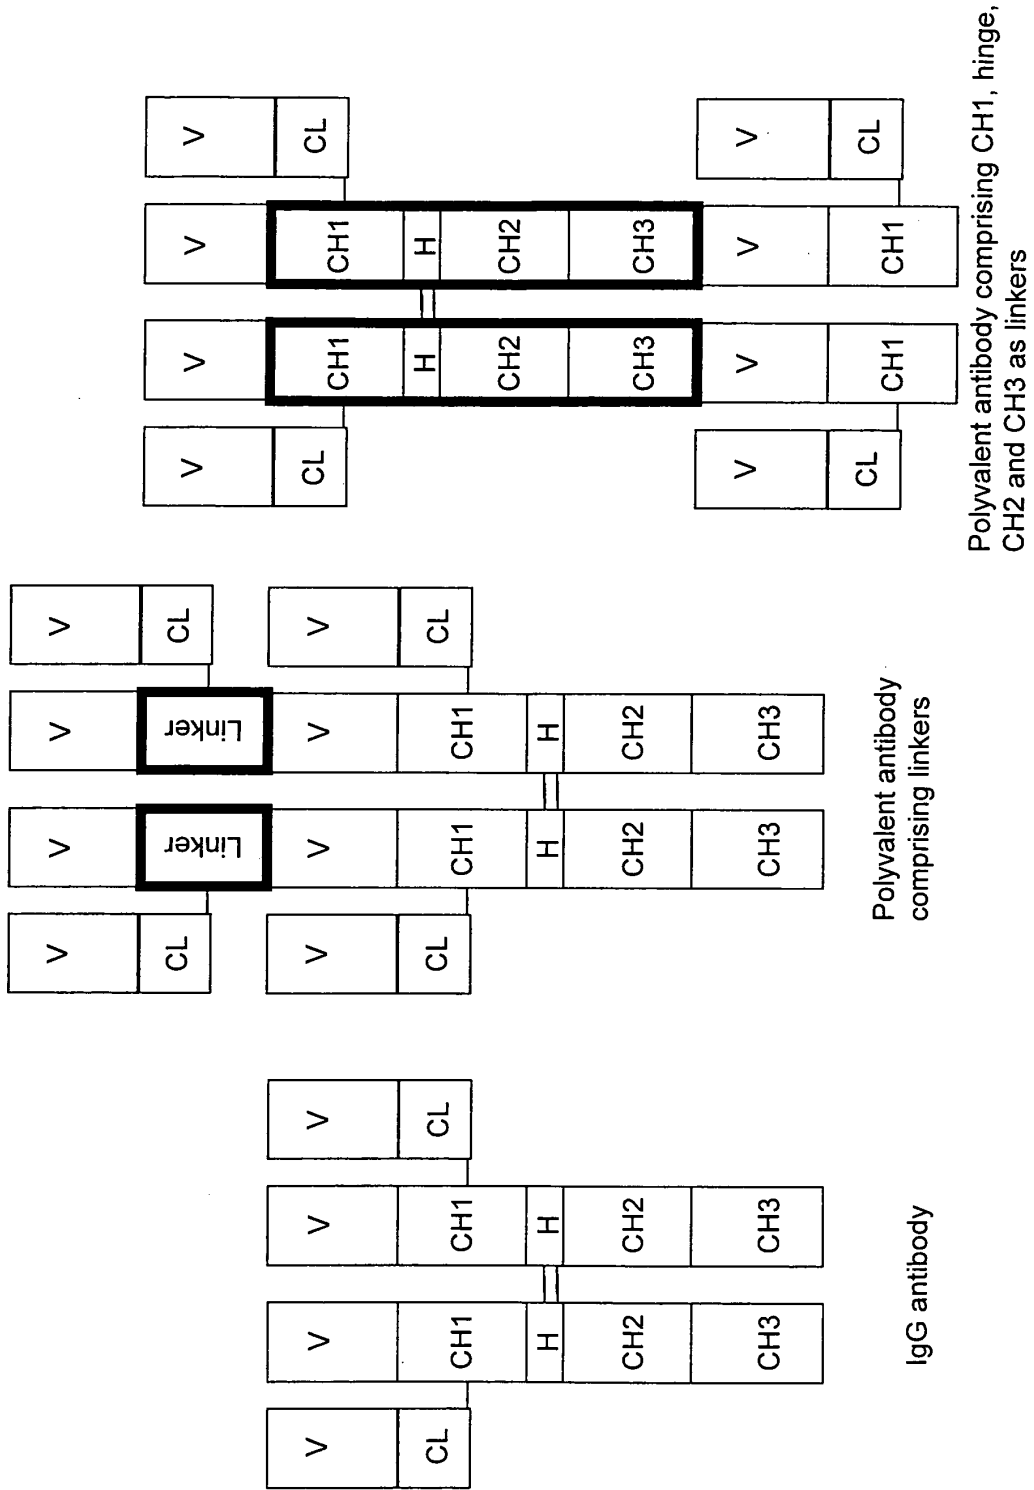 V V V V
CL CH1 CH1 CL
H H
CH2 CH2
CH3 CH3
IgG antibody
V V V V
CL Linker Linker CL
V V V V
CL CH1 CH1 CL
H H
CH2 CH2
CH3 CH3
Polyvalent antibody
comprising linkers
V V V V
CL CH1 CH1 CL
H H
CH2 CH2
CH3 CH3
V V V V
CL CH1 CH1 CL
Polyvalent antibody comprising CH1, hinge,
CH2 and CH3 as linkers